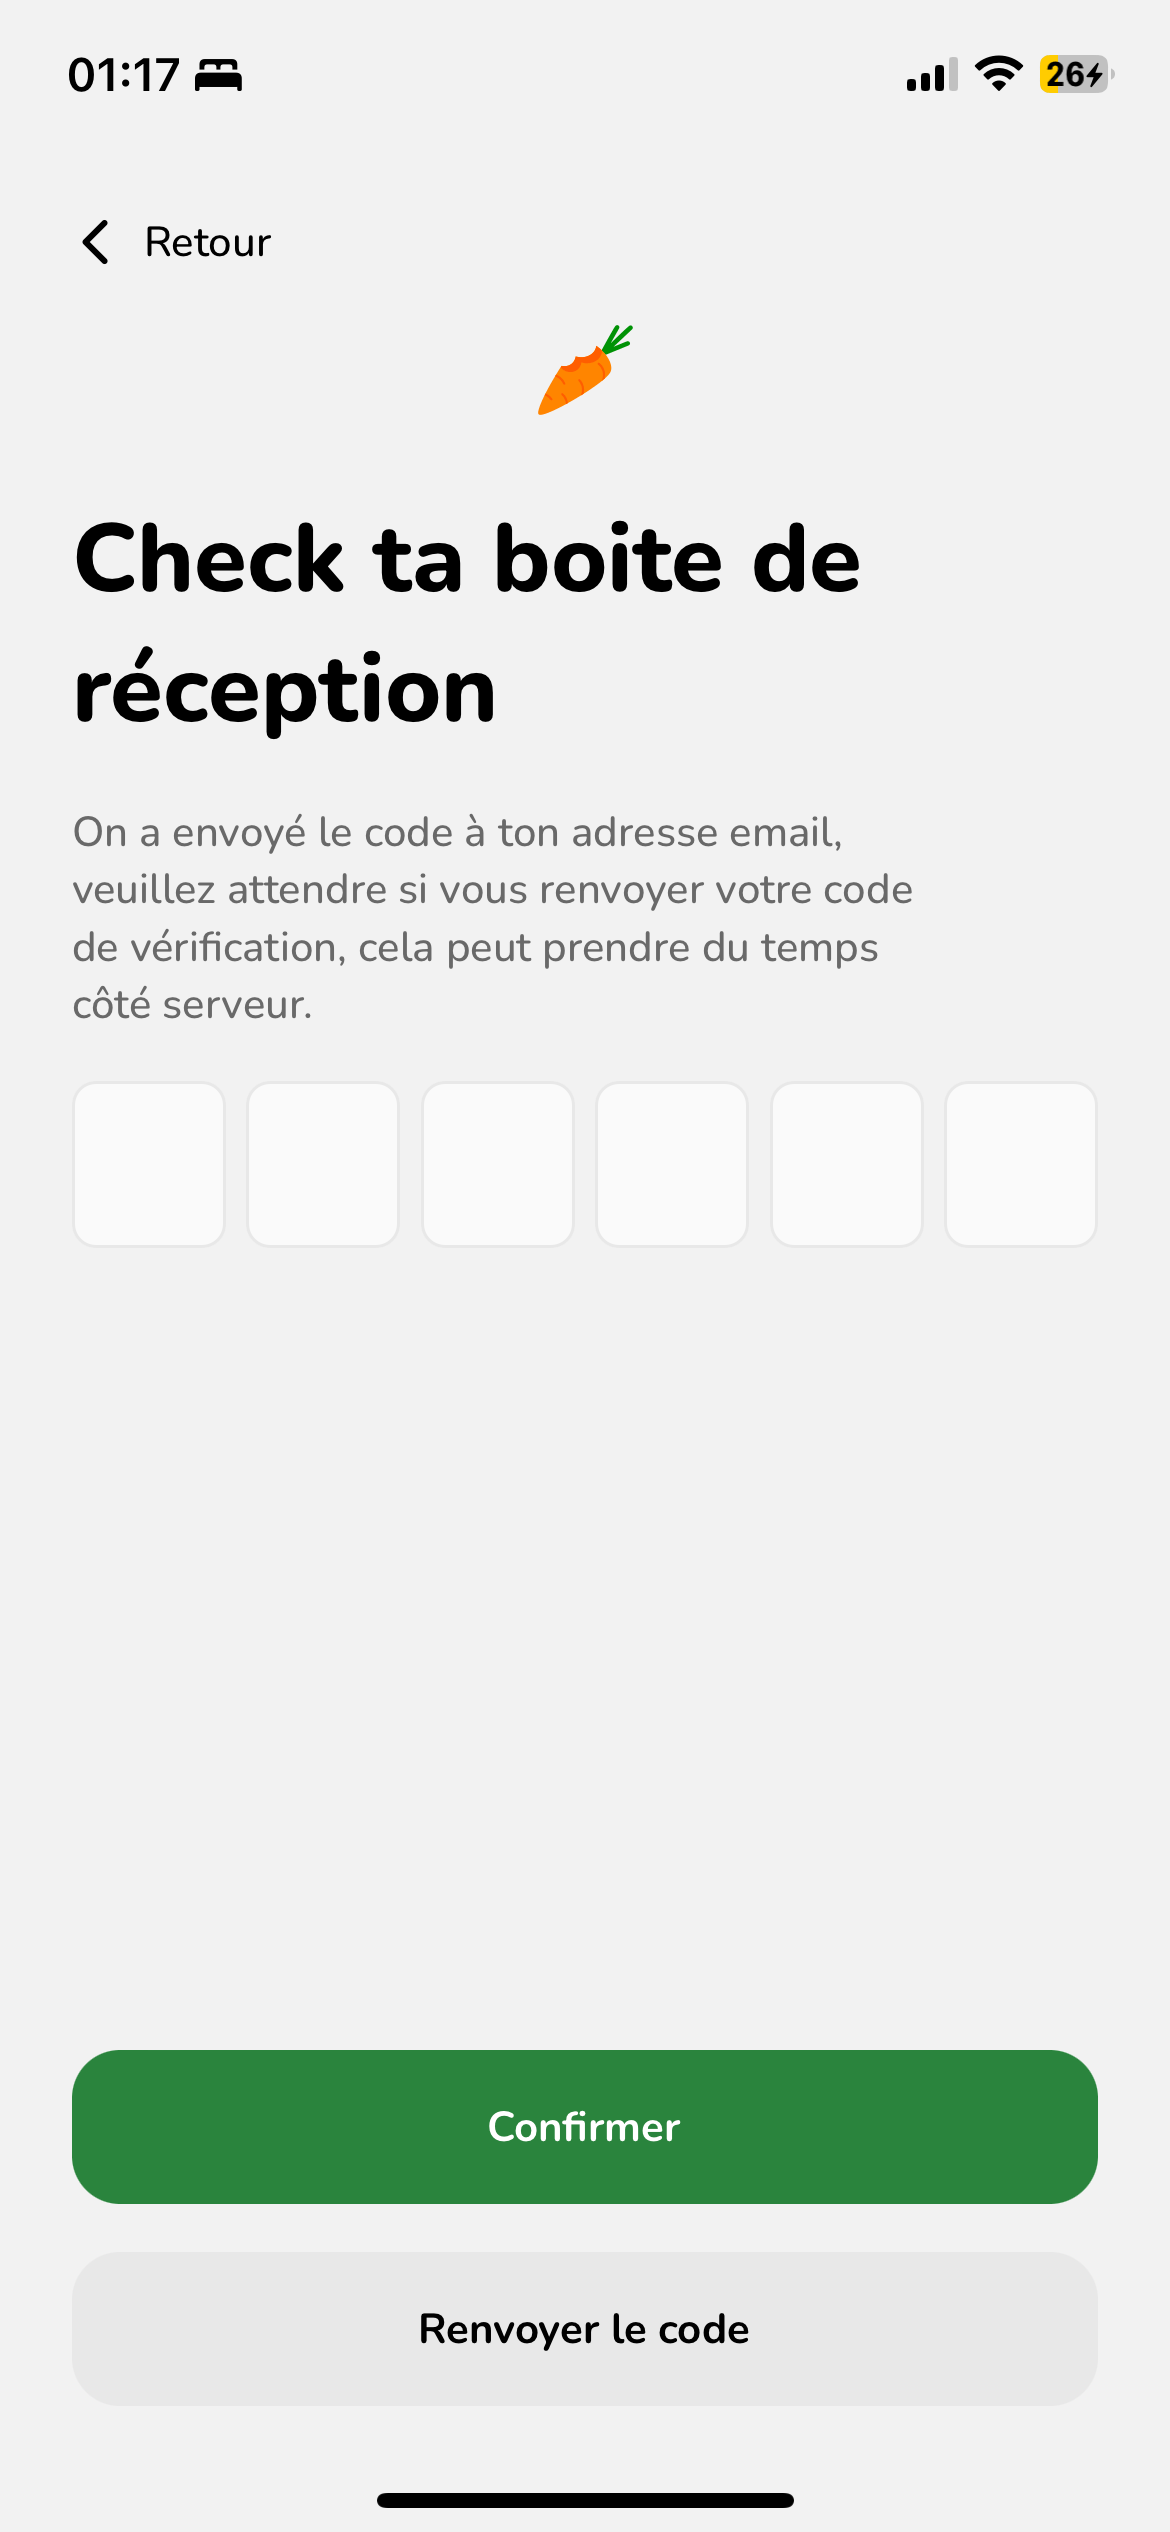 01:17
26
Retour
Check ta boite de
réception
On a envoyé le code à ton adresse email,
veuillez attendre si vous renvoyer votre code
de vérification, cela peut prendre du temps
côté serveur.
Confirmer
Renvoyer le code